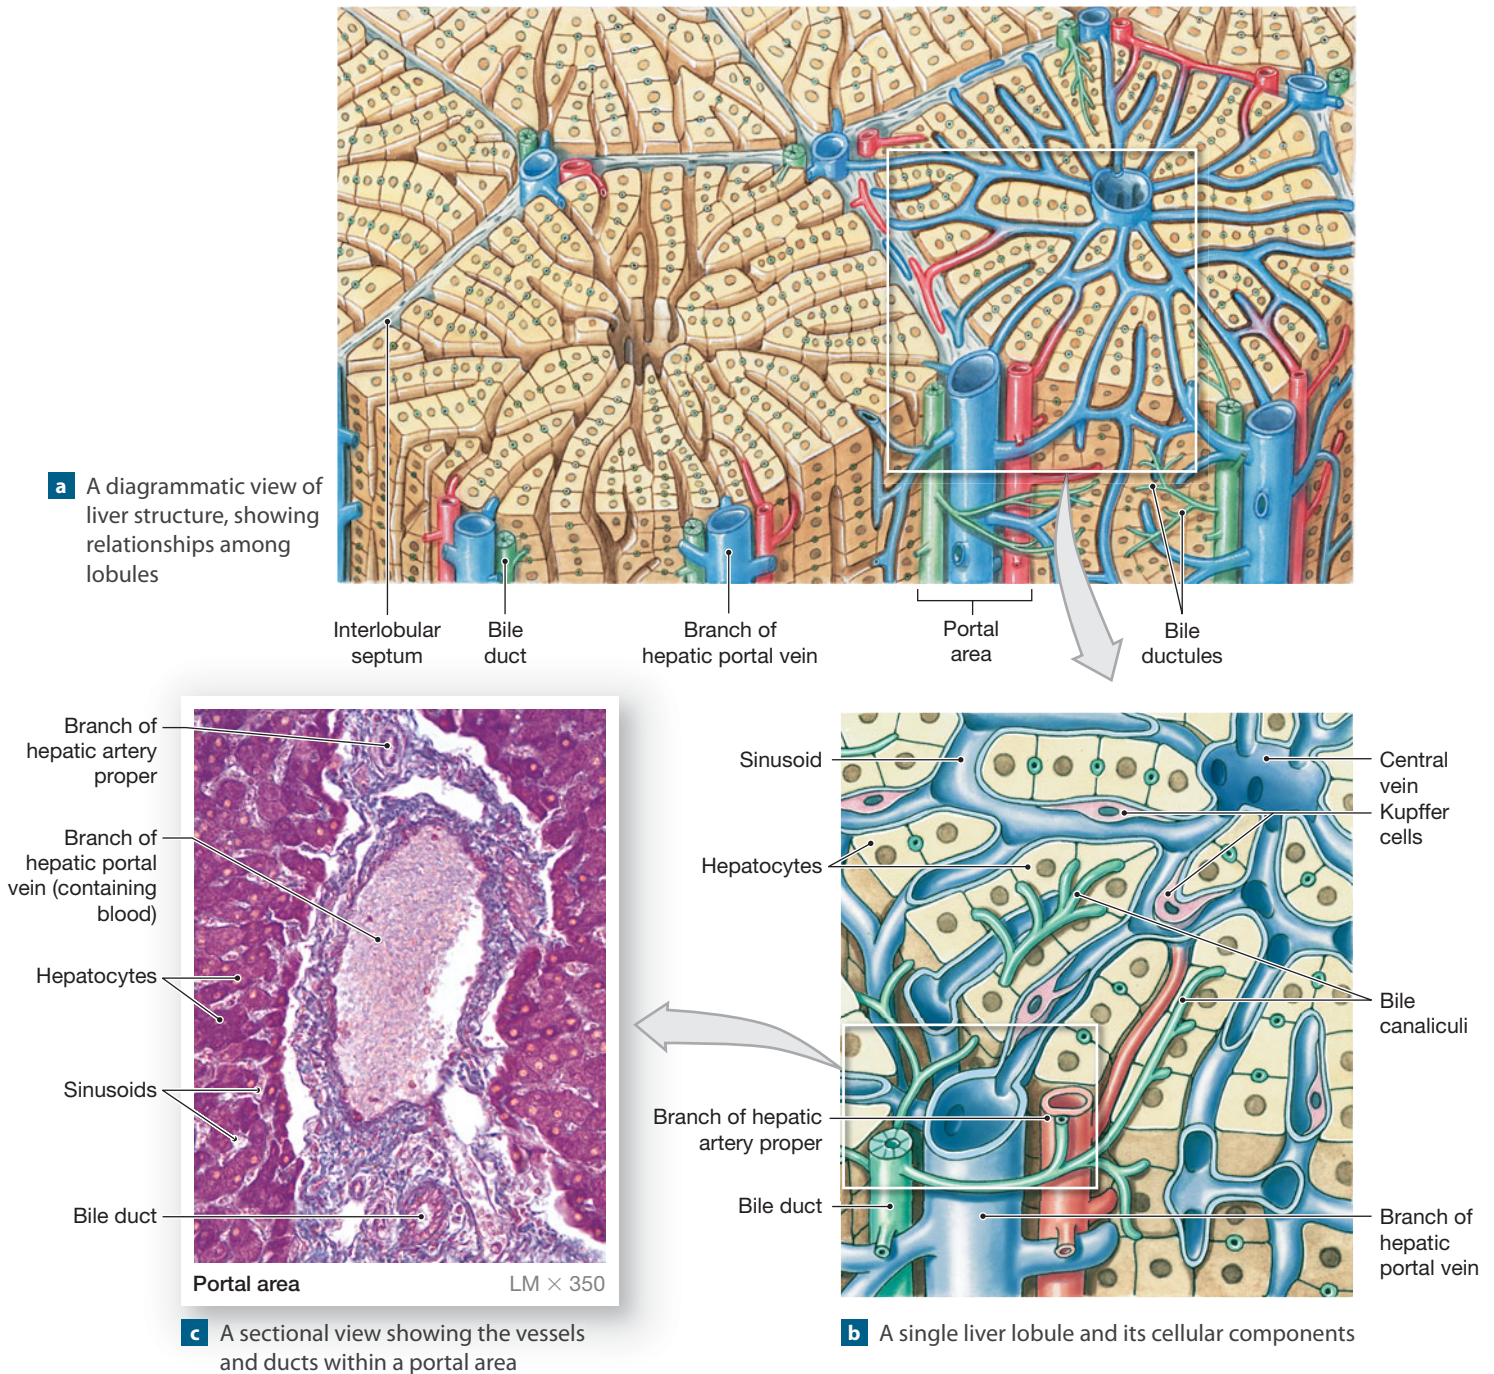 a A diagrammatic view of
liver structure, showing
relationships among
lobules
Interlobular
septum
Bile
duct
Branch of
hepatic portal vein
Portal
area
Bile
ductules
Branch of
hepatic artery
proper
Branch of
hepatic portal
vein (containing
blood)
Hepatocytes
Sinusoids
Bile duct
Portal area LM × 350
c A sectional view showing the vessels
and ducts within a portal area
Sinusoid
Hepatocytes
Branch of hepatic
artery proper
Bile duct
Central
vein
Kupffer
cells
Bile
canaliculi
Branch of
hepatic
portal vein
b A single liver lobule and its cellular components